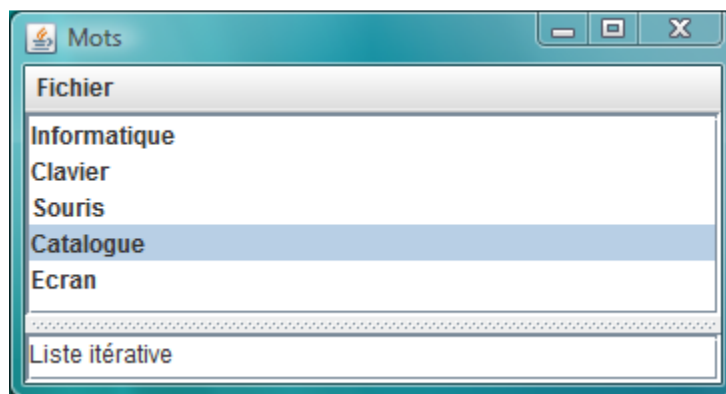 Mots
Fichier
Informatique
Clavier
Souris
Catalogue
Ecran
Liste itérative